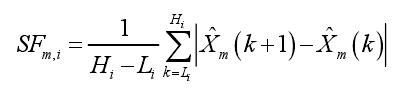 $SF_{m,i} = \frac{1}{H_i - L_i} \sum_{k=L_i}^{H_i} \left| \hat{X}_m(k+1) - \hat{X}_m(k) \right|$